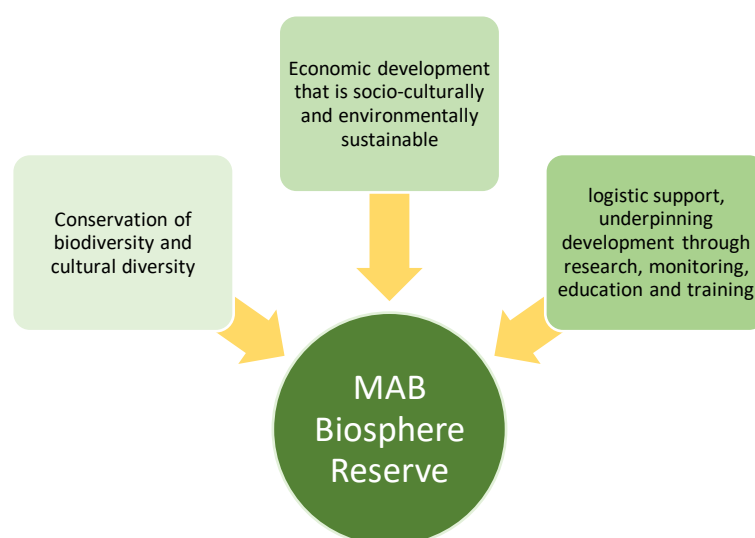 Economic development
that is socio-culturally
and environmentally
sustainable
Conservation of
biodiversity and
cultural diversity
logistic support,
underpinning
development through
research, monitoring,
education and training
MAB
Biosphere
Reserve